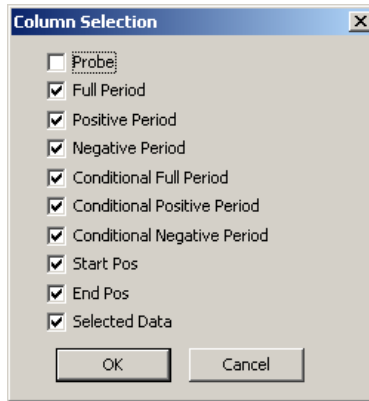 Column Selection
Probe
Full Period
Positive Period
Negative Period
Conditional Full Period
Conditional Positive Period
Conditional Negative Period
Start Pos
End Pos
Selected Data
OK Cancel